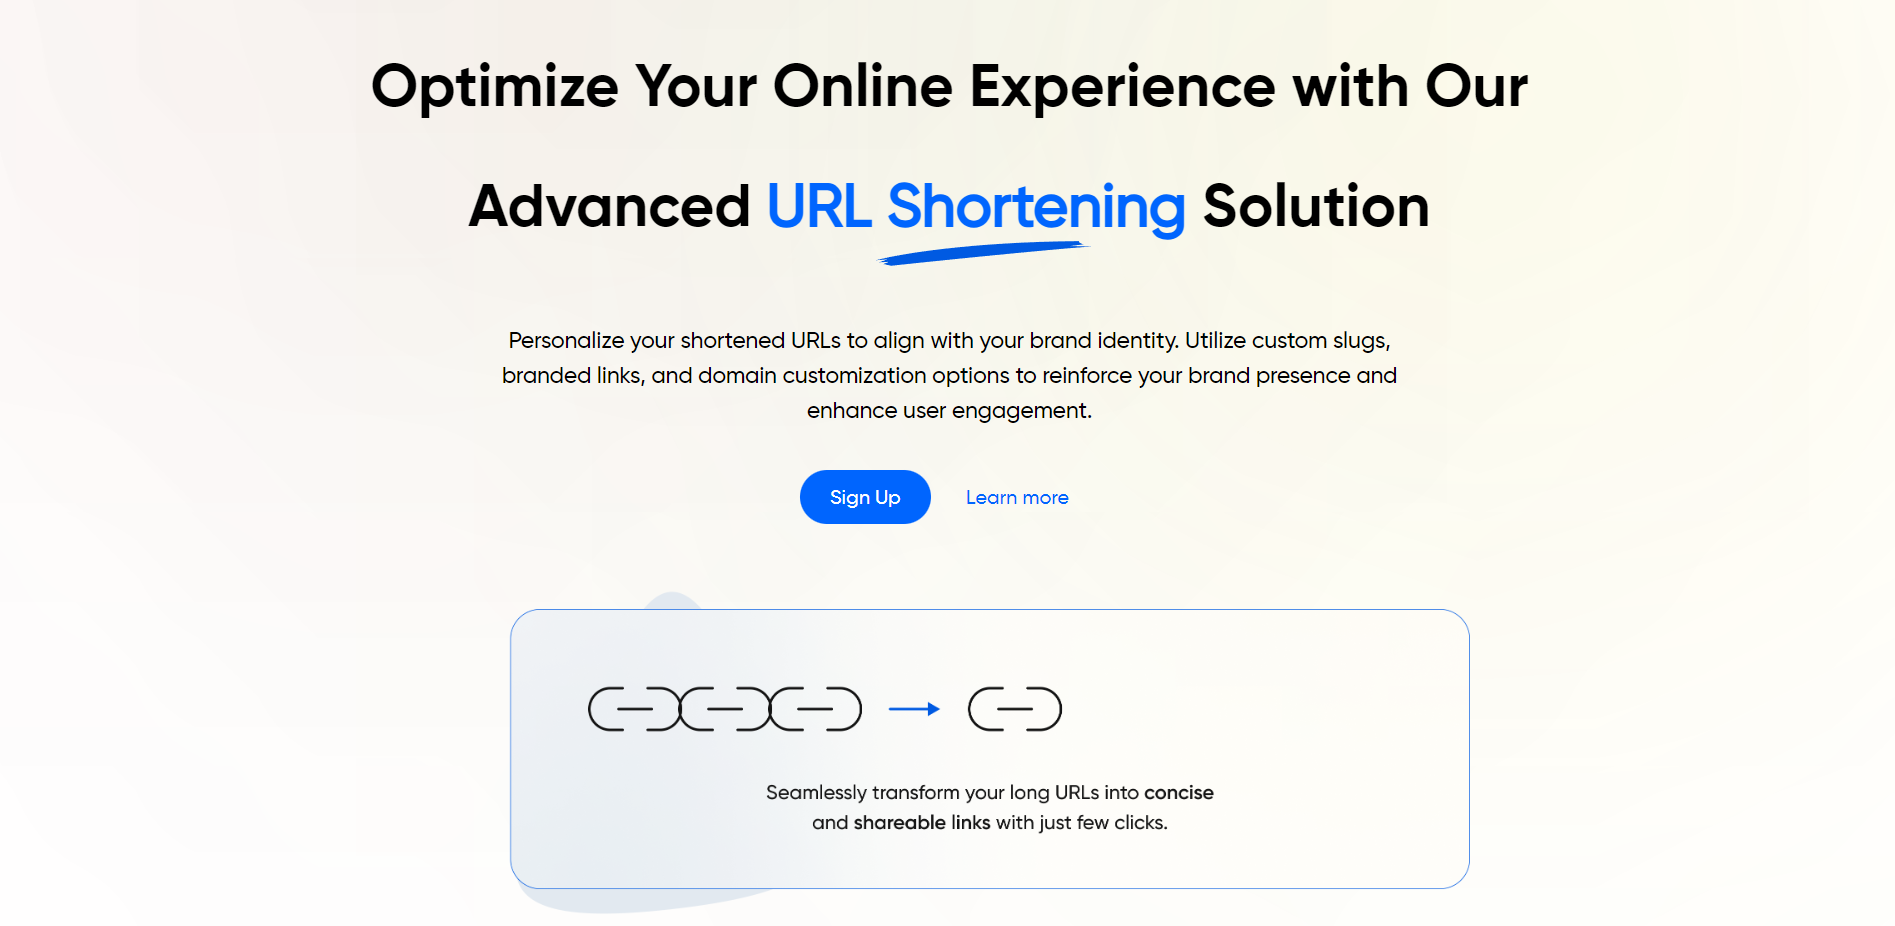 Optimize Your Online Experience with Our
Advanced URL Shortening Solution
Personalize your shortened URLs to align with your brand identity. Utilize custom slugs,
branded links, and domain customization options to reinforce your brand presence and
enhance user engagement.
Sign Up
Learn more
Seamlessly transform your long URLs into concise
and shareable links with just few clicks.